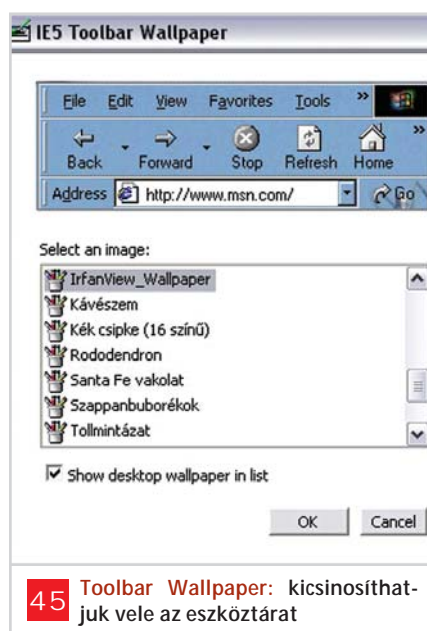 IE5 Toolbar Wallpaper
File Edit View Favorites Tools »
Back Forward Stop Refresh Home »
Address http://www.msn.com/ Go
Select an image:
IrfanView_Wallpaper
Kávészem
Kék csipke (16 színű)
Rododendron
Santa Fe vakolat
Szappanbuborékok
Tollmintázat
Show desktop wallpaper in list
OK Cancel
45 Toolbar Wallpaper: kicsinosíthat-
juk vele az eszköztárat